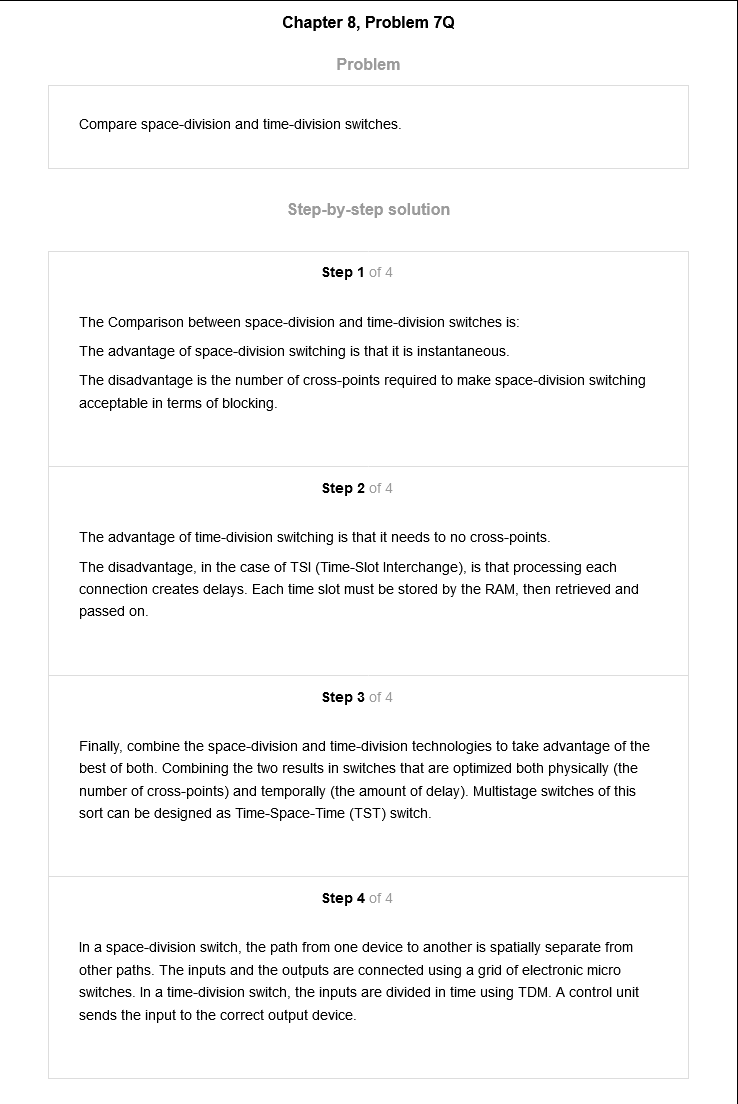 Chapter 8, Problem 7Q
Problem
Compare space-division and time-division switches.
Step-by-step solution
Step 1 of 4
The Comparison between space-division and time-division switches is:
The advantage of space-division switching is that it is instantaneous.
The disadvantage is the number of cross-points required to make space-division switching
acceptable in terms of blocking.
Step 2 of 4
The advantage of time-division switching is that it needs to no cross-points.
The disadvantage, in the case of TSI (Time-Slot Interchange), is that processing each
connection creates delays. Each time slot must be stored by the RAM, then retrieved and
passed on.
Step 3 of 4
Finally, combine the space-division and time-division technologies to take advantage of the
best of both. Combining the two results in switches that are optimized both physically (the
number of cross-points) and temporally (the amount of delay). Multistage switches of this
sort can be designed as Time-Space-Time (TST) switch.
Step 4 of 4
In a space-division switch, the path from one device to another is spatially separate from
other paths. The inputs and the outputs are connected using a grid of electronic micro
switches. In a time-division switch, the inputs are divided in time using TDM. A control unit
sends the input to the correct output device.